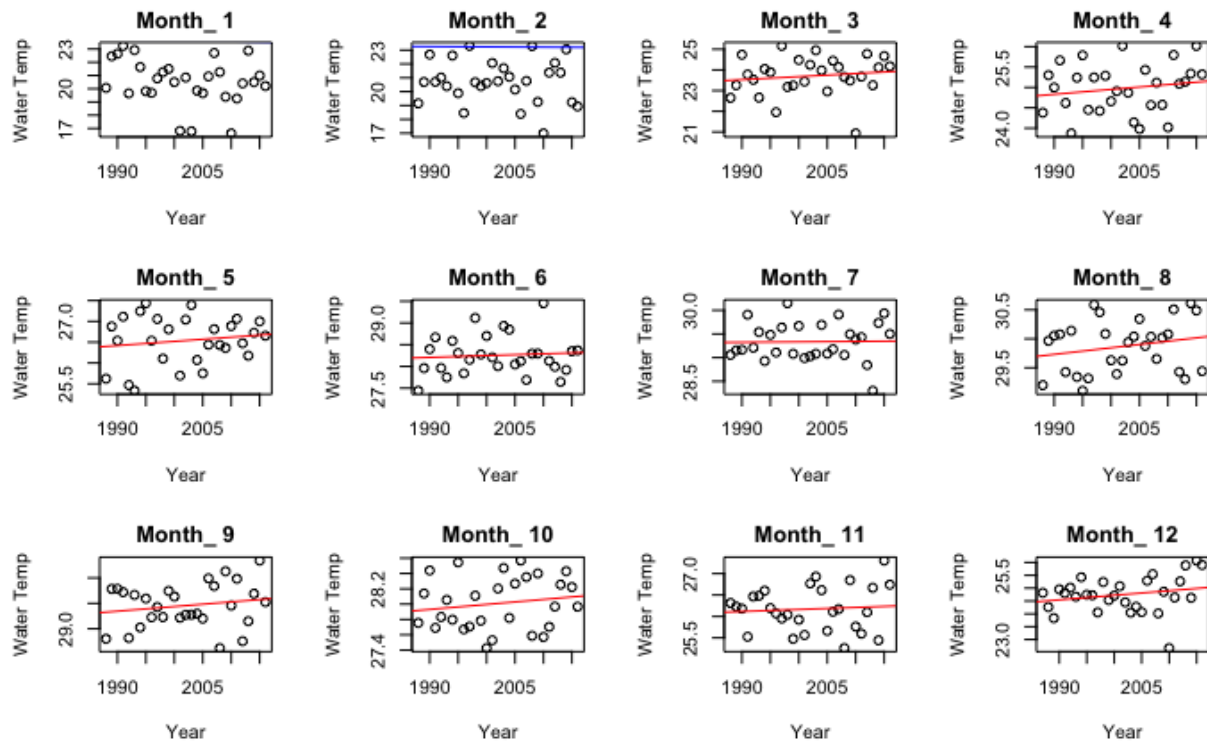 Month_ 1
Water Temp
17 20 23
1990 2005
Year
Month_ 2
Water Temp
17 20 23
1990 2005
Year
Month_ 3
Water Temp
21 23 25
1990 2005
Year
Month_ 4
Water Temp
24.0 25.5
1990 2005
Year
Month_ 5
Water Temp
25.5 27.0
1990 2005
Year
Month_ 6
Water Temp
27.5 29.0
1990 2005
Year
Month_ 7
Water Temp
28.5 30.0
1990 2005
Year
Month_ 8
Water Temp
29.5 30.5
1990 2005
Year
Month_ 9
Water Temp
29.0
1990 2005
Year
Month_ 10
Water Temp
27.4 28.2
1990 2005
Year
Month_ 11
Water Temp
25.5 27.0
1990 2005
Year
Month_ 12
Water Temp
23.0 25.5
1990 2005
Year